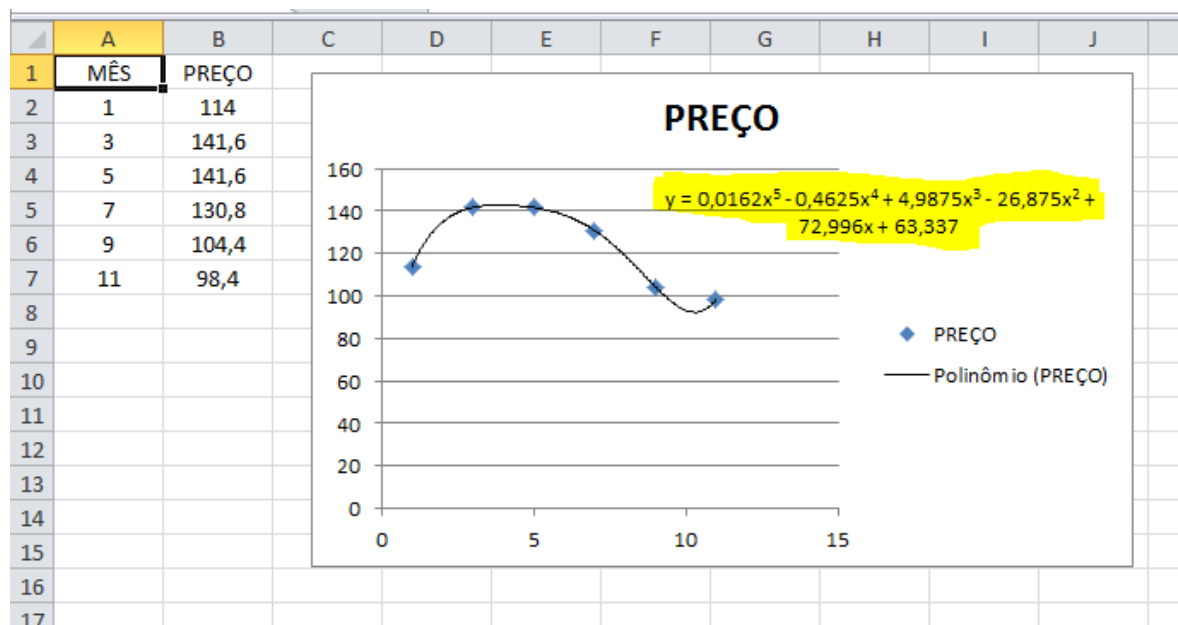 A B C D E F G H I J
1 MÊS PREÇO
2 1 114
3 3 141,6
4 5 141,6
5 7 130,8
6 9 104,4
7 11 98,4
8
9
10
11
12
13
14
15
16
17
PREÇO
160
140
120
100
80
60
40
20
0
0 5 10 15
y = 0,0162x⁵ - 0,4625x⁴ + 4,9875x³ - 26,875x² +
72,996x + 63,337
PREÇO
Polinômio (PREÇO)